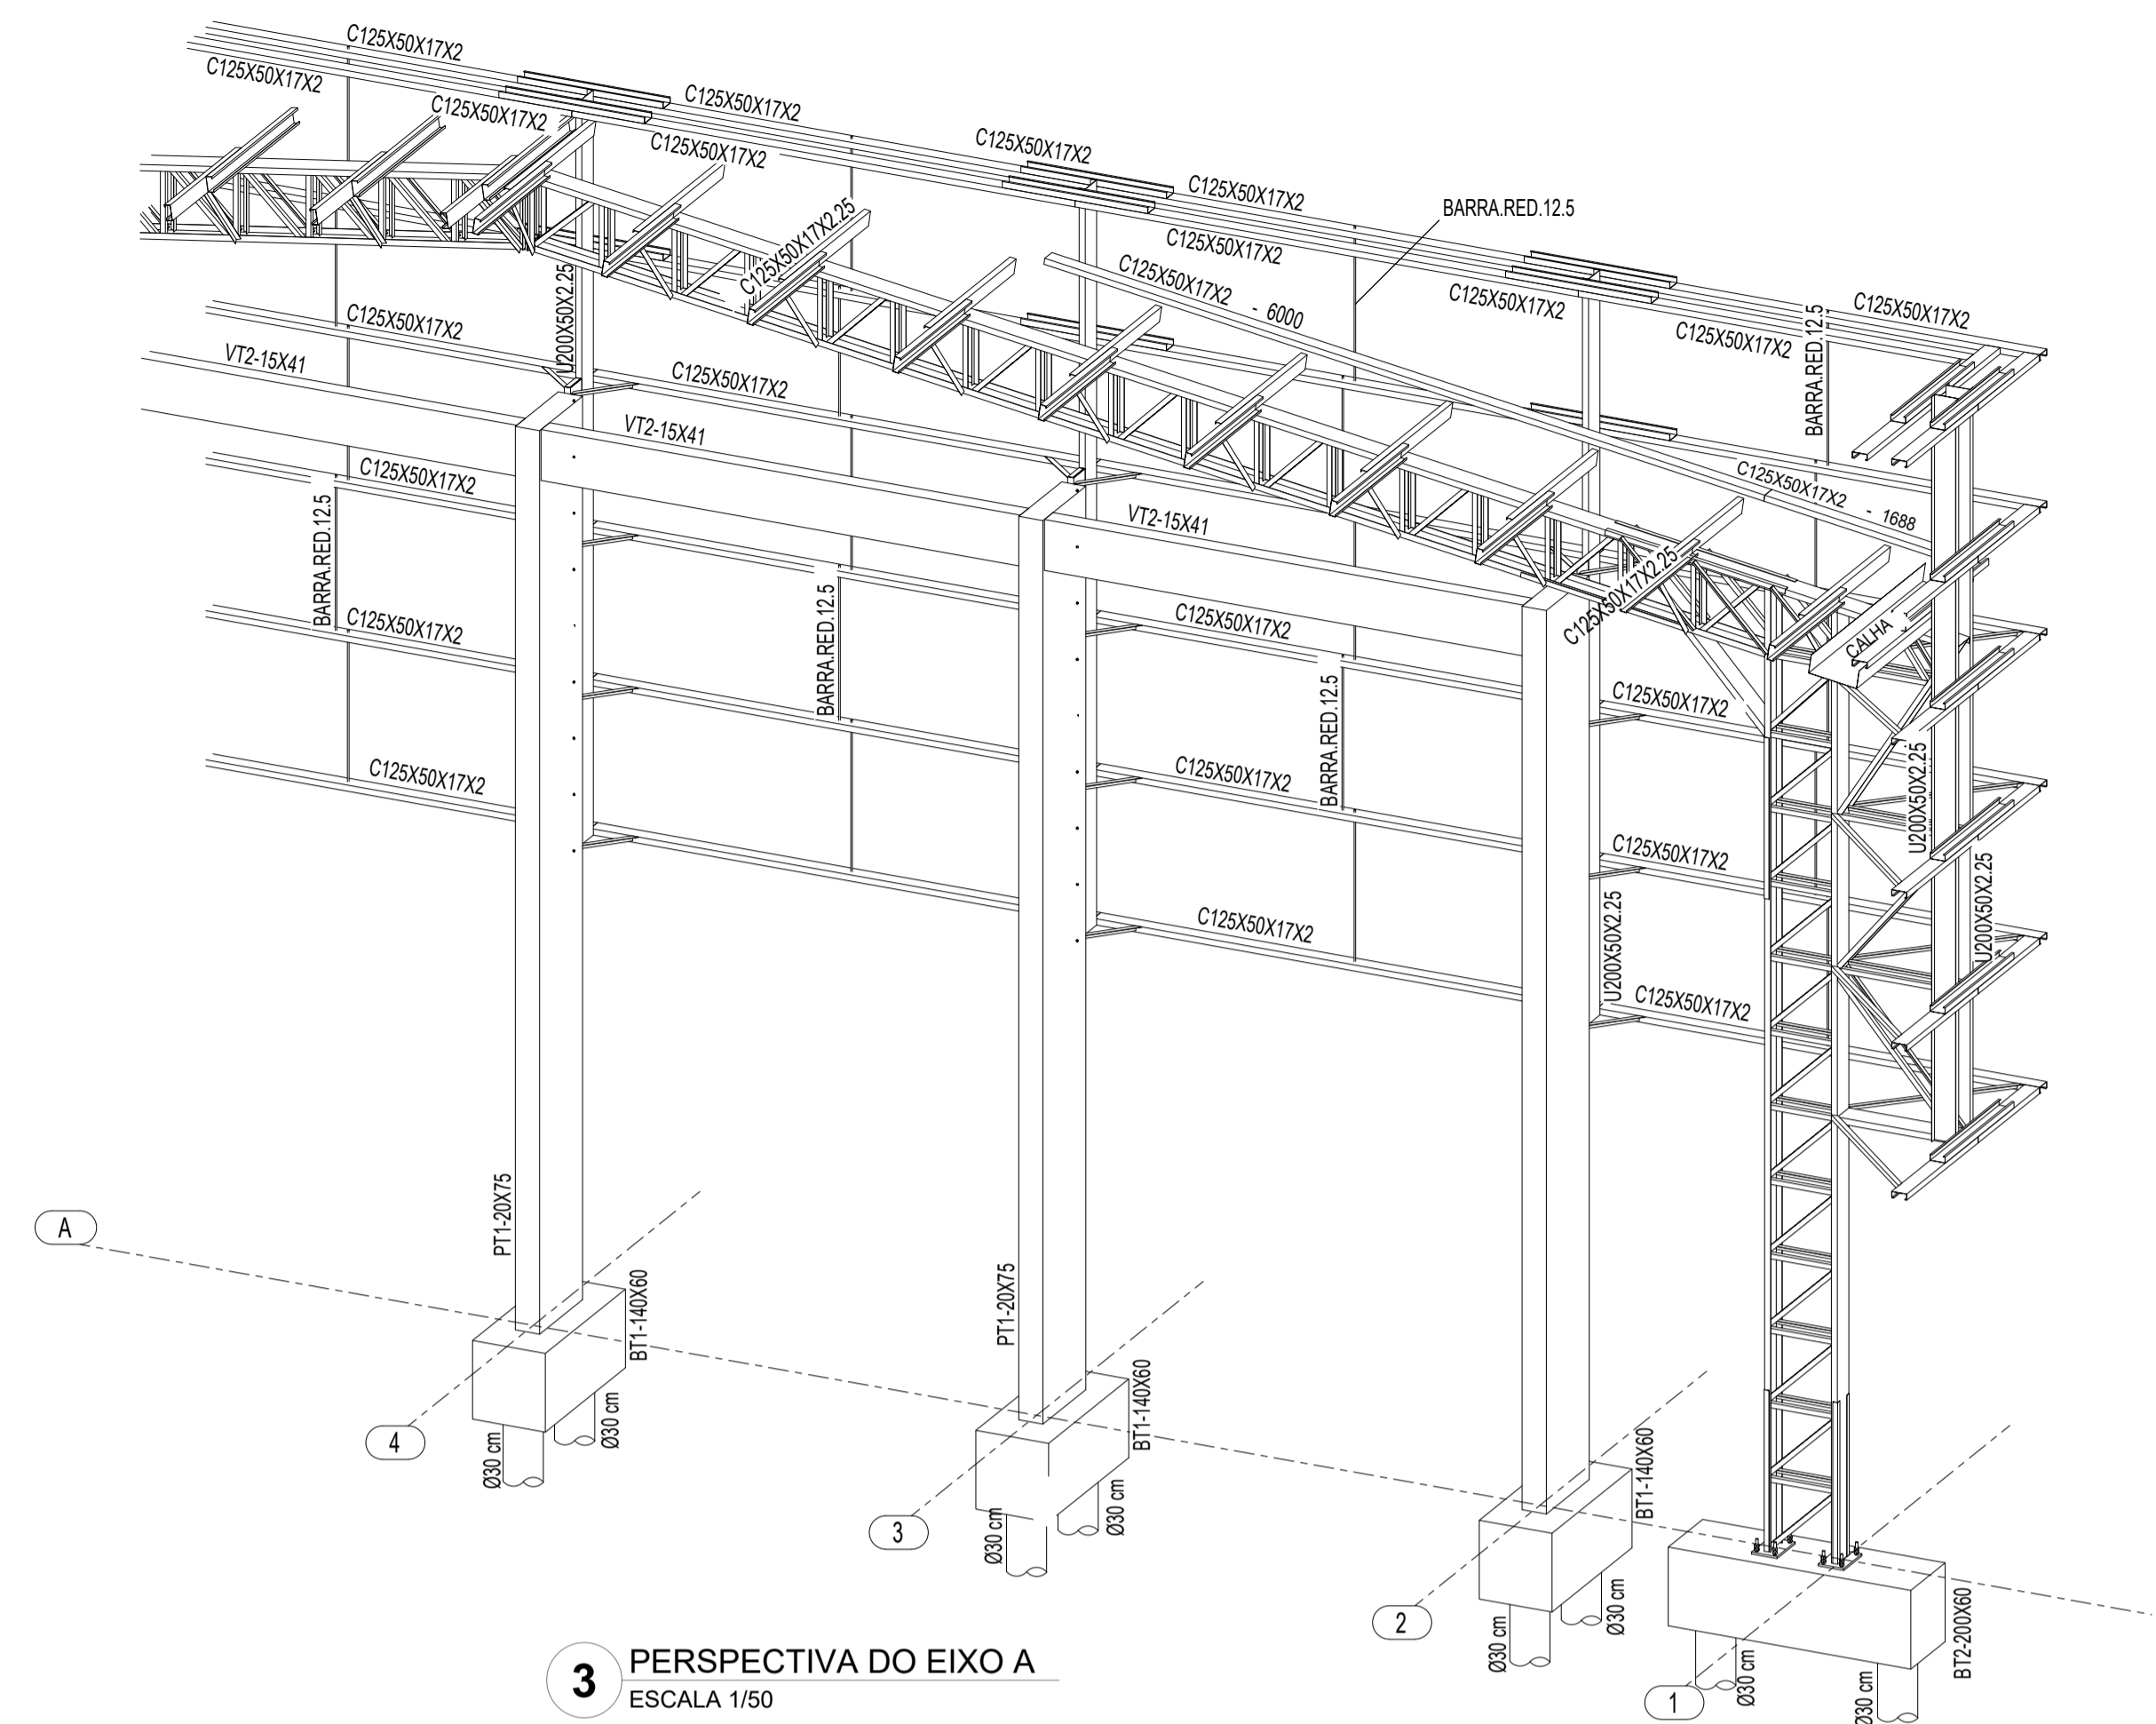 C125X50X17X2
C125X50X17X2
C125X50X17X2
C125X50X17X2
C125X50X17X2
C125X50X17X2
C125X50X17X2
C125X50X17X2
BARRA.RED.12.5
C125X50X17X2.25
C125X50X17X2 - 6000
C125X50X17X2
C125X50X17X2
C125X50X17X2
BARRA.RED.12.5
U200X50X2.25
C125X50X17X2
VT2-15X41
C125X50X17X2
VT2-15X41
C125X50X17X2
BARRA.RED.12.5
C125X50X17X2 - 1688
VT2-15X41
C125X50X17X2.25
CALHA
BARRA.RED.12.5
C125X50X17X2
C125X50X17X2
BARRA.RED.12.5
C125X50X17X2
U200X50X2.25
C125X50X17X2
C125X50X17X2
C125X50X17X2
U200X50X2.25
C125X50X17X2
U200X50X2.25
C125X50X17X2
PT1-20X75
A
PT1-20X75
BT1-140X60
4
Ø30 cm
Ø30 cm
BT1-140X60
3
Ø30 cm
Ø30 cm
BT1-140X60
2
Ø30 cm
Ø30 cm
BT2-200X60
1
Ø30 cm
Ø30 cm
3 PERSPECTIVA DO EIXO A
ESCALA 1/50